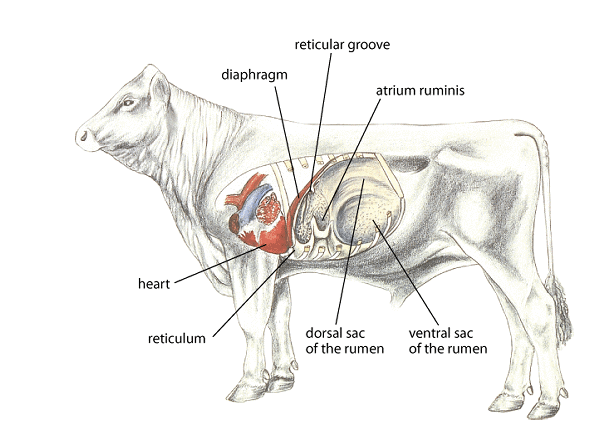 reticular groove
diaphragm
atrium ruminis
heart
reticulum
dorsal sac
of the rumen
ventral sac
of the rumen